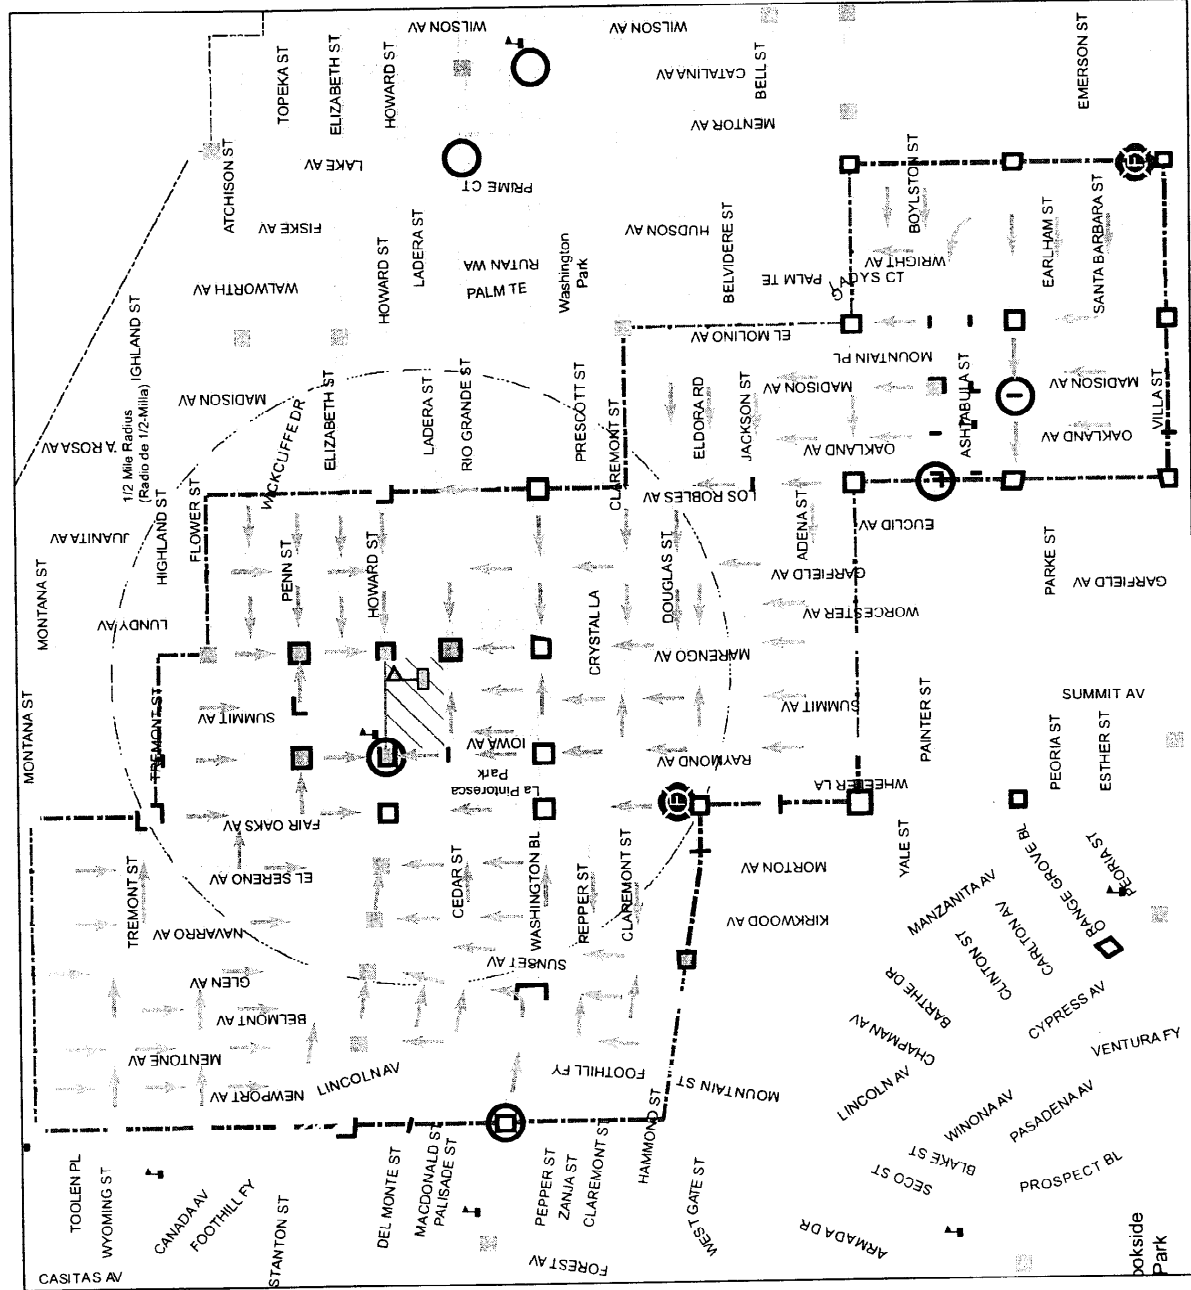 WILSON AV
WILSON AV
TOPEKA ST
ELIZABETH ST
HOWARD ST
CATALINA AV
BELL ST
EMERSON ST
MENTOR AV
ATCHISON ST
LAKE AV
PRIME CT
BOYLSTON ST
FISKE AV
HUDSON AV
BELVIDERE ST
EARLHAM ST
SANTA BARBARA ST
HOWARD ST
LADERA ST
RUTAN WA
PALM TE
Washington
Park
WRIGHT AV
PALM TE
GLADYS CT
WALWORTH AV
IGHLAND ST
EL MOLINO AV
MOUNTAIN PL
1/2 Mile Radius
(Radio de 1/2-Milla)
MADISON AV
WICKCLIFFE DR
ELIZABETH ST
LADERA ST
RIO GRANDE ST
PRESCOTT ST
CLAREMONT ST
ELDORA RD
JACKSON ST
MADISON AV
ASHTABULA ST
MADISON AV
VILLA ST
A ROSA AV
OAKLAND AV
OAKLAND AV
HIGHLAND ST
FLOWER ST
LOS ROBLES AV
JUANITA AV
EUCLID AV
ADENA ST
MONTANA ST
PENN ST
HOWARD ST
DOUGLAS ST
GARFIELD AV
PARKE ST
GARFIELD AV
LUNDY AV
CRYSTAL LA
WORCESTER AV
MARENGO AV
MONTANA ST
TREMONT ST
SUMMIT AV
SUMMIT AV
PAINTER ST
SUMMIT AV
IOWA AV
La Pintoresca
Park
RAYMOND AV
WHEELER LA
PEORIA ST
ESTHER ST
FAIR OAKS AV
TREMONT ST
EL SERENO AV
CEDAR ST
WASHINGTON BL
PEPPER ST
CLAREMONT ST
MORTON AV
YALE ST
ORANGE GROVE BL
PEORIA ST
NAVARRO AV
KIRKWOOD AV
MANZANITA AV
CLINTON ST
CARLTON AV
GLEN AV
SUNSET AV
BARTHE DR
CYPRESS AV
BELMONT AV
CHAPMAN AV
VENTURA FY
MENTONE AV
NEWPORT AV
LINCOLN AV
FOOTHILL FY
MOUNTAIN ST
LINCOLN AV
WINONA AV
PASADENA AV
HAMMOND ST
BLAKE ST
SECO ST
PROSPECT BL
TOOLEN PL
WYOMING ST
CANADA AV
FOOTHILL FY
STANTON ST
DEL MONTE ST
MACDONALD ST
PALISADE ST
PEPPER ST
ZANJA ST
CLAREMONT ST
WEST GATE ST
ARMADA DR
FOREST AV
CASITAS AV
ookside
Park